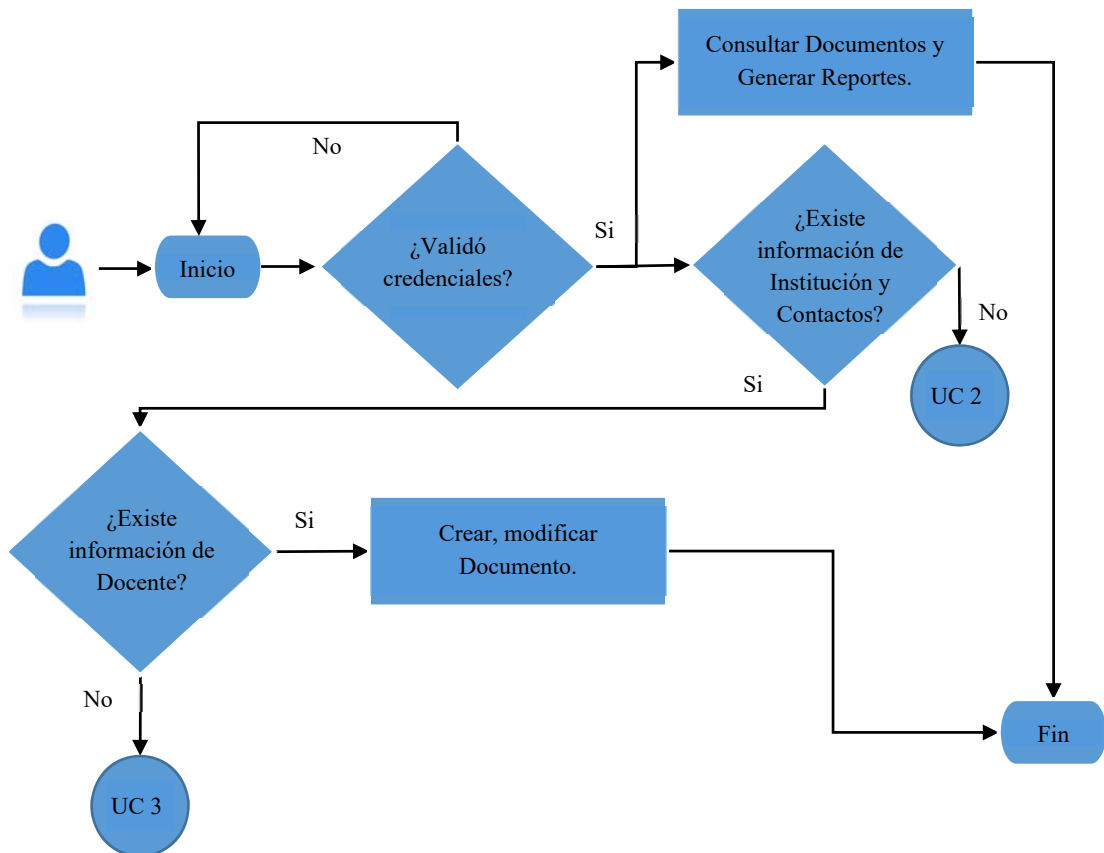 Consultar Documentos y
Generar Reportes.
No
Inicio
¿Validó
credenciales?
Si
¿Existe
información de
Institución y
Contactos?
No
UC 2
Si
¿Existe
información de
Docente?
Si
Crear, modificar
Documento.
No
UC 3
Fin